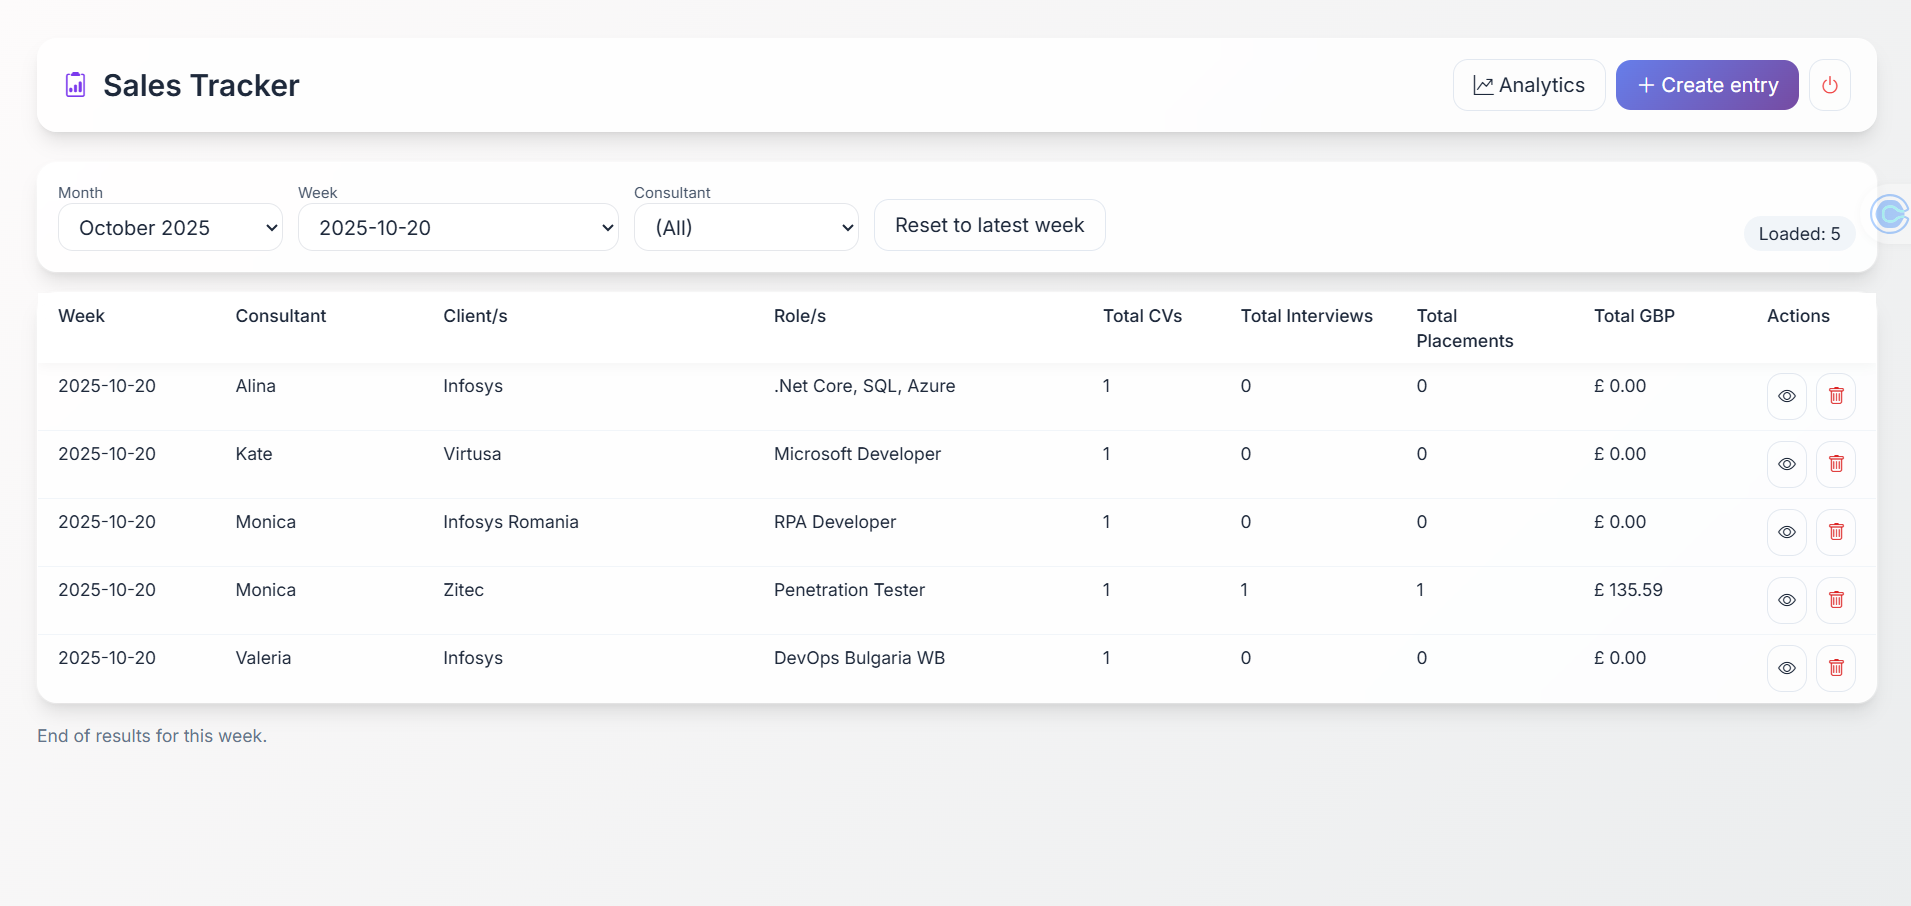 Sales Tracker
Analytics
+ Create entry
Month
October 2025
Week
2025-10-20
Consultant
(All)
Reset to latest week
Loaded: 5
Week Consultant Client/s Role/s Total CVs Total Interviews Total Placements Total GBP Actions
2025-10-20 Alina Infosys .Net Core, SQL, Azure 1 0 0 £ 0.00
2025-10-20 Kate Virtusa Microsoft Developer 1 0 0 £ 0.00
2025-10-20 Monica Infosys Romania RPA Developer 1 0 0 £ 0.00
2025-10-20 Monica Zitec Penetration Tester 1 1 1 £ 135.59
2025-10-20 Valeria Infosys DevOps Bulgaria WB 1 0 0 £ 0.00
End of results for this week.